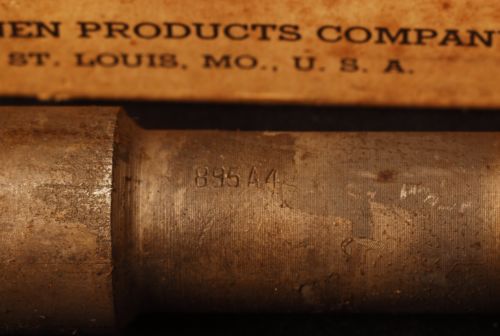 PRODUCTS COMPAN
ST. LOUIS, MO., U. S. A.
895A4